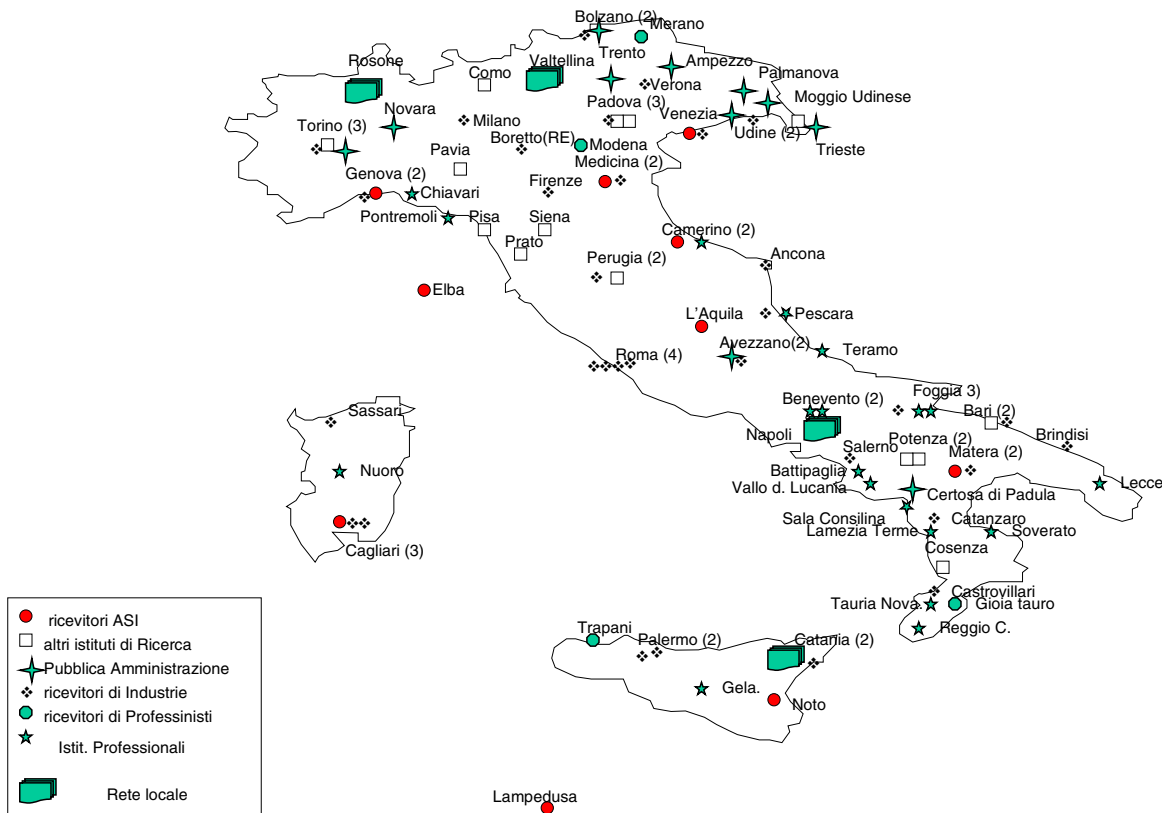 Bolzano (2)
Merano
Rosone
Valtellina
Trento
Ampezzo
Como
Verona
Palmanova
Moggio Udinese
Novara
Padova (3)
Venezia
Torino (3)
Milano
Boretto(RE)
Udine (2)
Modena
Trieste
Pavia
Medicina (2)
Genova (2)
Chiavari
Firenze
Pontremoli
Pisa
Siena
Camerino (2)
Prato
Perugia (2)
Ancona
Elba
L'Aquila
Pescara
Avezzano(2)
Roma (4)
Teramo
Sassari
Benevento (2)
Foggia 3)
Bari (2)
Napoli
Salerno
Potenza (2)
Brindisi
Matera (2)
Nuoro
Battipaglia
Vallo d. Lucania
Lecce
Certosa di Padula
Sala Consilina
Catanzaro
Lamezia Terme
Soverato
Cagliari (3)
Cosenza
Castrovillari
Tauria Nova.
Gioia tauro
Reggio C.
Trapani
Palermo (2)
Catania (2)
Gela.
Noto
Lampedusa
ricevitori ASI
altri istituti di Ricerca
Pubblica Amministrazione
ricevitori di Industrie
ricevitori di Professinisti
Istit. Professionali
Rete locale